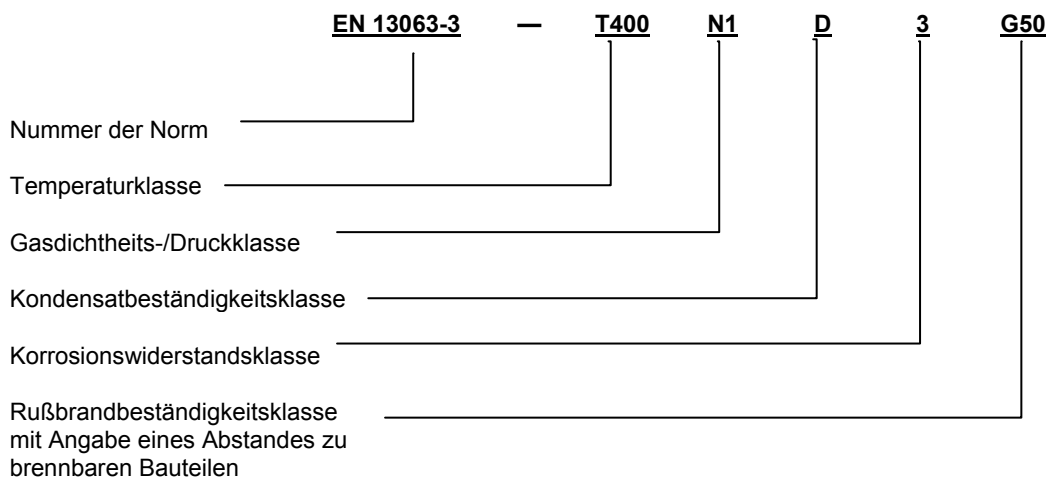 EN 13063-3 — T400 N1 D 3 G50
Nummer der Norm
Temperaturklasse
Gasdichtheits-/Druckklasse
Kondensatbeständigkeitsklasse
Korrosionswiderstandsklasse
Rußbrandbeständigkeitsklasse
mit Angabe eines Abstandes zu
brennbaren Bauteilen